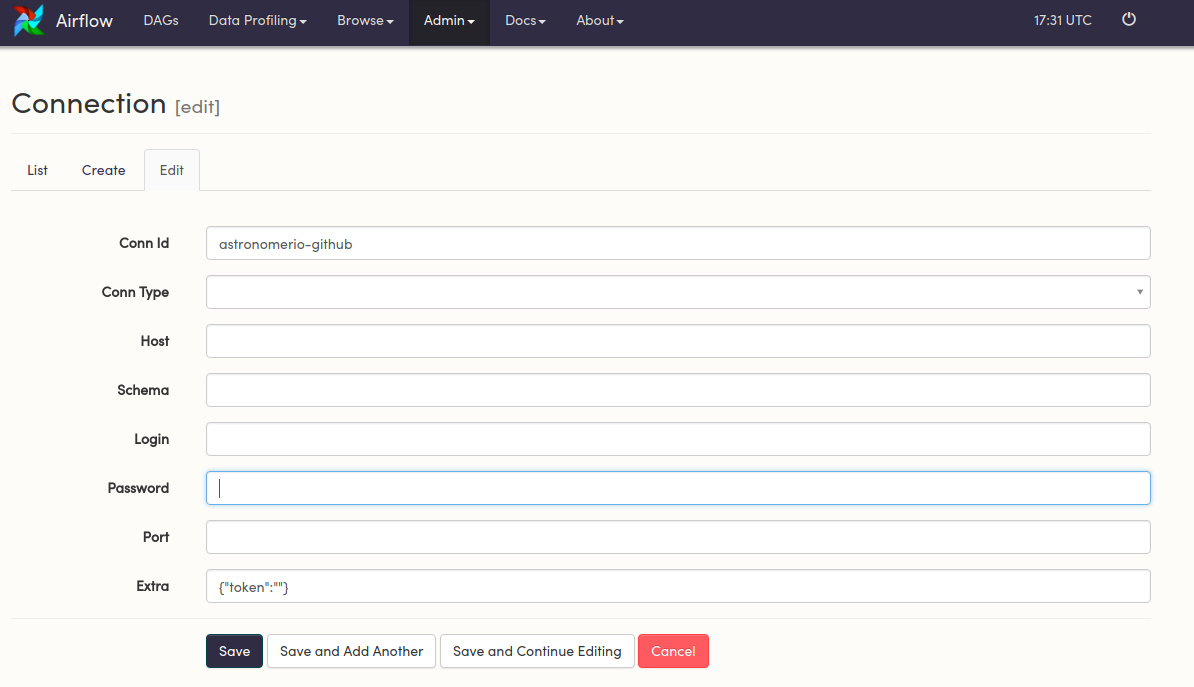 Airflow DAGs Data Profiling Browse Admin Docs About 17:31 UTC
Connection [edit]
List Create Edit
Conn Id astronomerio-github
Conn Type
Host
Schema
Login
Password
Port
Extra {"token":""}
Save Save and Add Another Save and Continue Editing Cancel